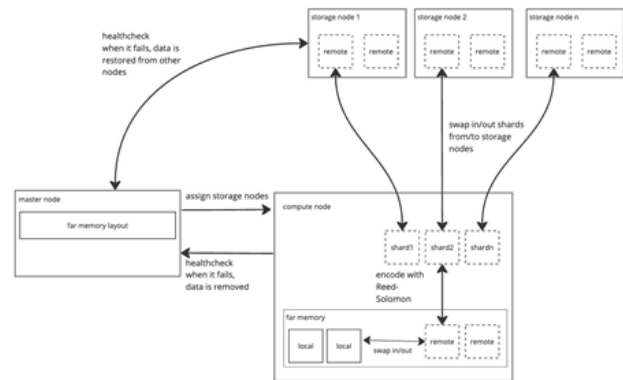 storage node 1
storage node 2
storage node n
remote
remote
remote
remote
remote
remote
healthcheck
when it fails, data is
restored from other
nodes
swap in/out shards
from/to storage
nodes
master node
far memory layout
assign storage nodes
healthcheck
when it fails,
data is removed
compute node
shard1
shard2
shardn
encode with
Reed-
Solomon
far memory
local
local
swap in/out
remote
remote